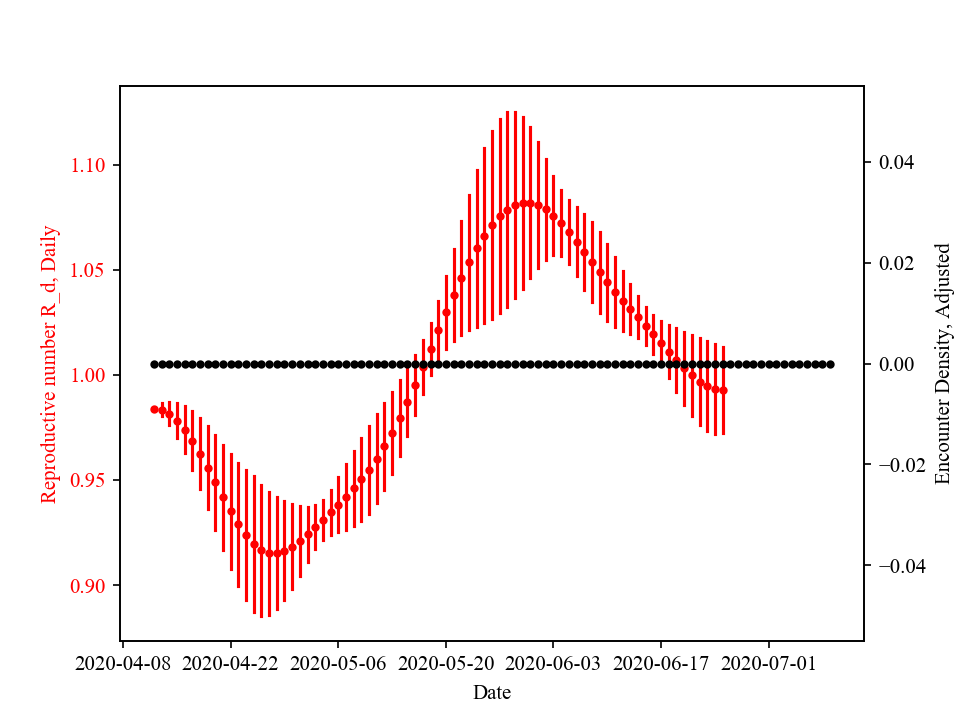 Reproductive number R_d, Daily
1.10
1.05
1.00
0.95
0.90
0.04
0.02
0.00
−0.02
−0.04
Encounter Density, Adjusted
2020-04-08 2020-04-22 2020-05-06 2020-05-20 2020-06-03 2020-06-17 2020-07-01
Date